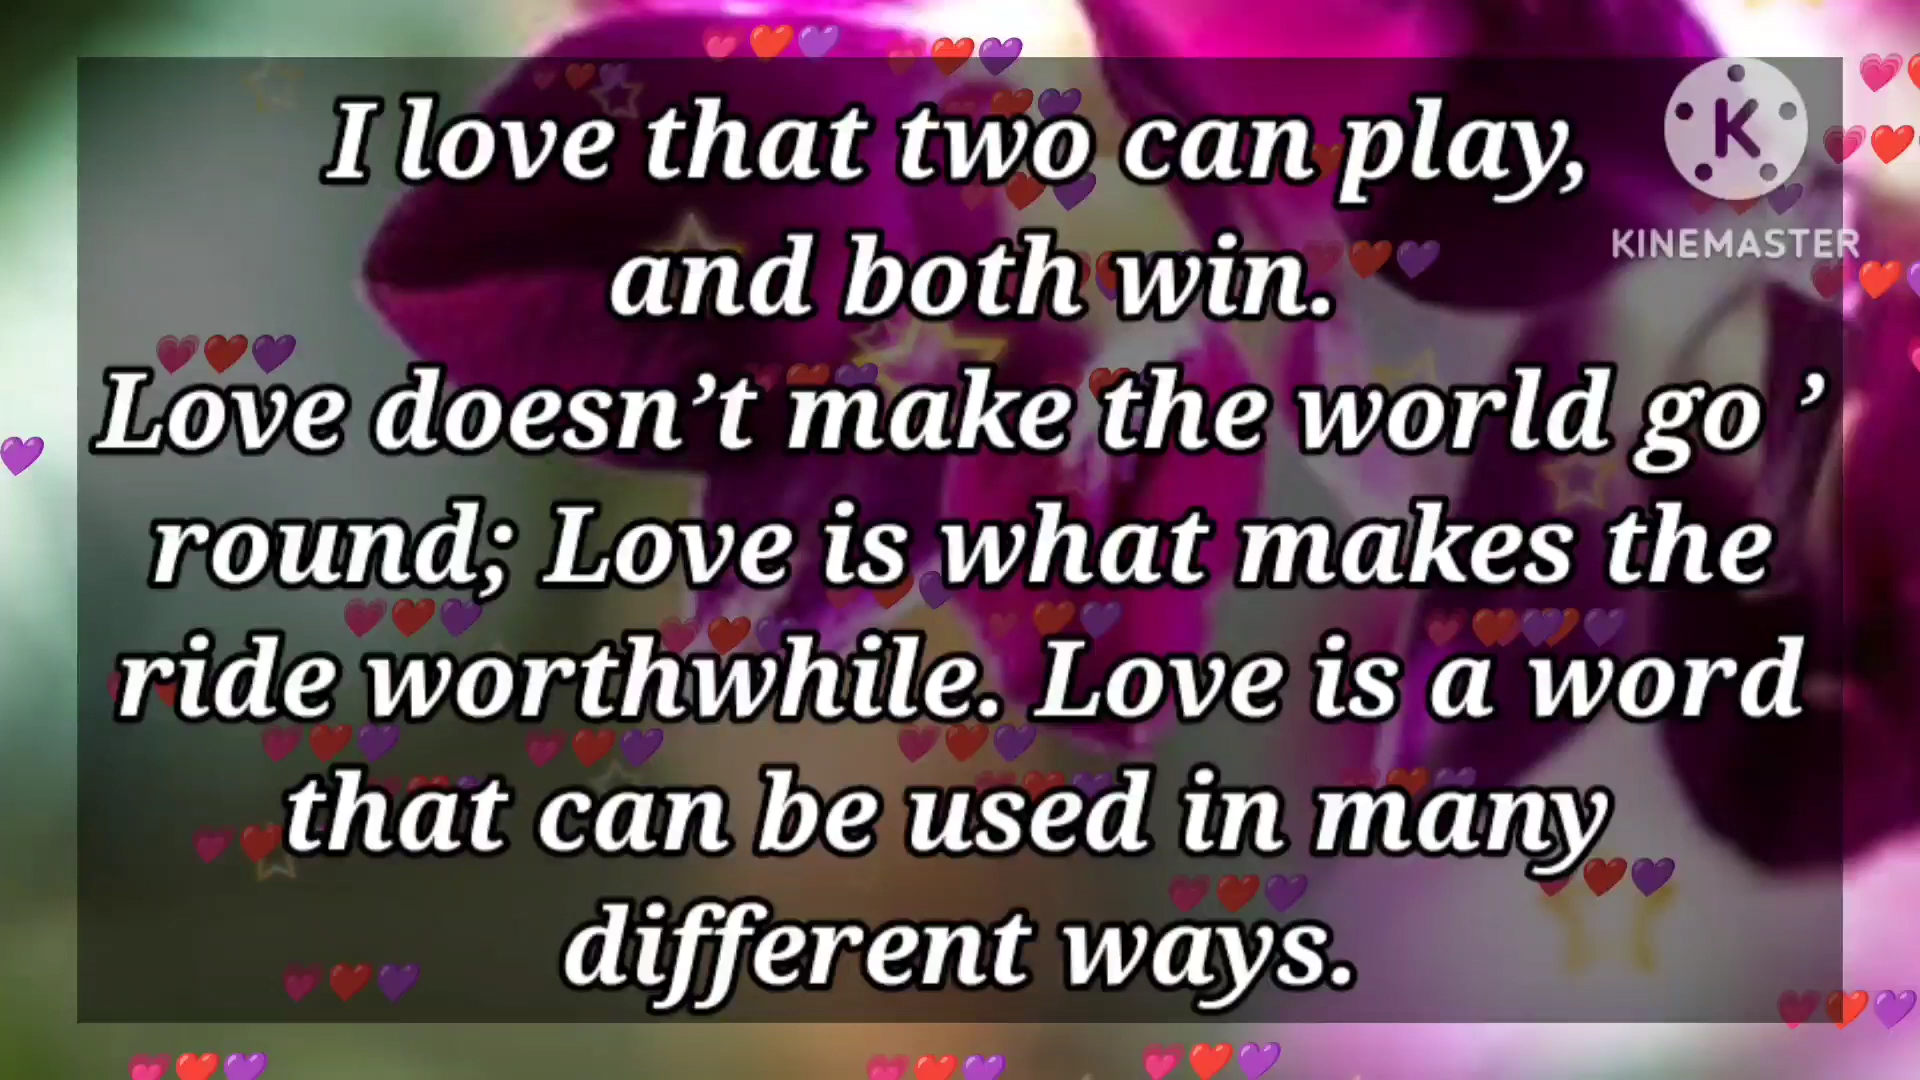 I love that two can play,
and both win.
Love doesn’t make the world go ’
round; Love is what makes the
ride worthwhile. Love is a word
that can be used in many
different ways.
K
KINEMASTER